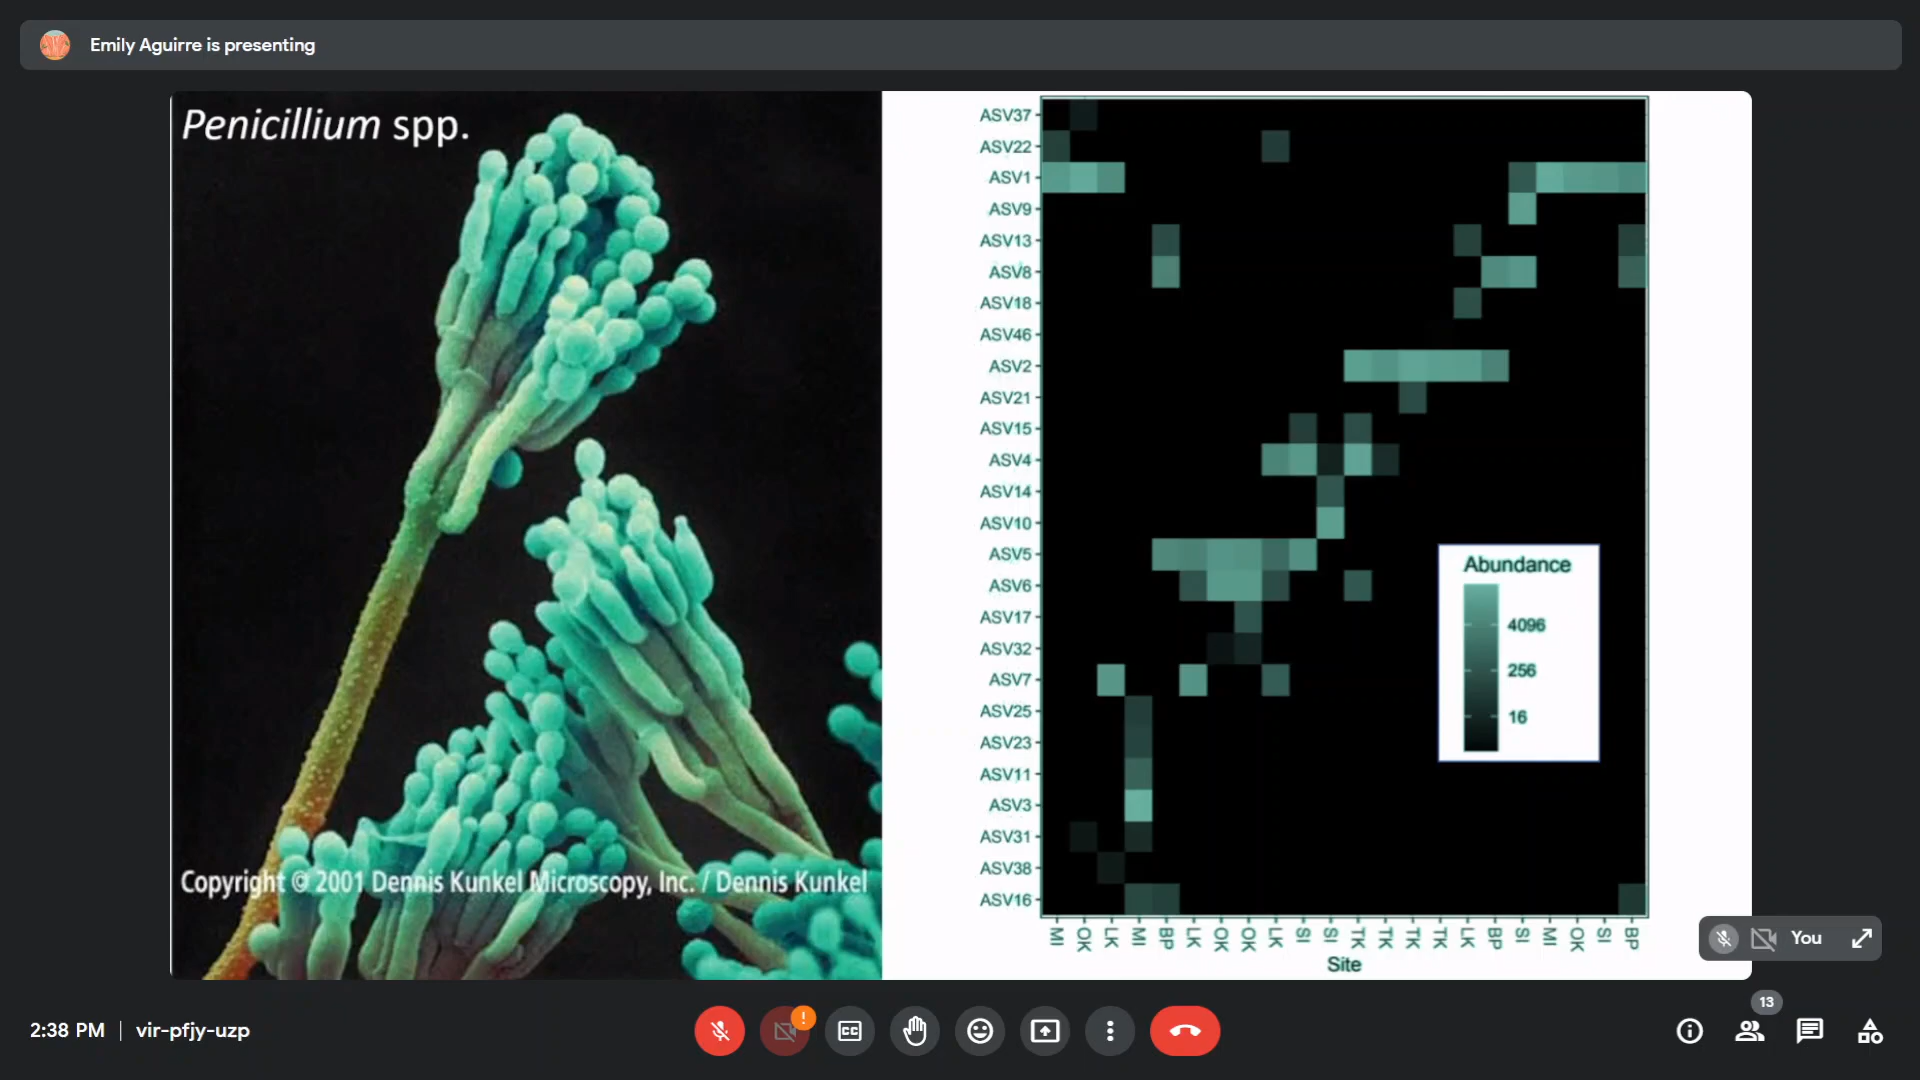 Emily Aguirre is presenting
Penicillium spp.
Copyright © 2001 Dennis Kunkel Microscopy, Inc. / Dennis Kunkel
ASV37
ASV22
ASV1
ASV9
ASV13
ASV8
ASV18
ASV46
ASV2
ASV21
ASV15
ASV4
ASV14
ASV10
ASV5
ASV6
ASV17
ASV32
ASV7
ASV25
ASV23
ASV11
ASV3
ASV31
ASV38
ASV16
Abundance
4096
256
16
MI OK LK MI BP LK OK OK LK SI SI TK TK TK TK LK BP SI MI OK SI BP
Site
You
2:38 PM | vir-pfjy-uzp
!
CC
13